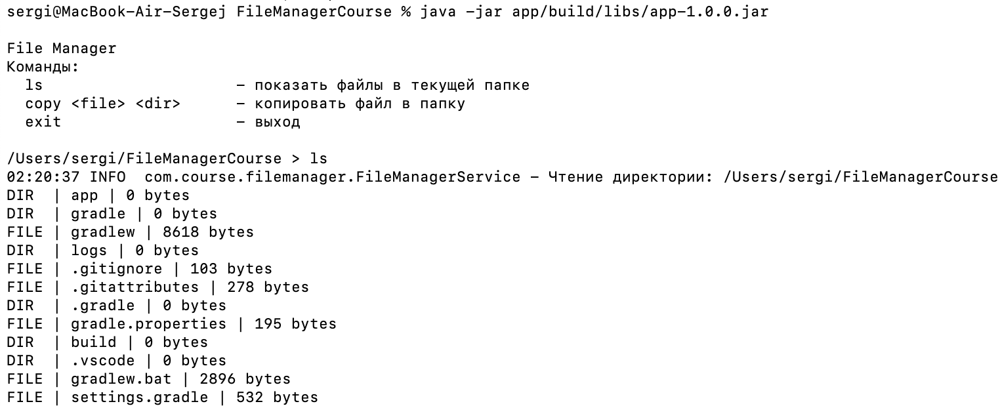 sergi@MacBook-Air-Sergej FileManagerCourse % java -jar app/build/libs/app-1.0.0.jar
File Manager
Команды:
ls – показать файлы в текущей папке
copy <file> <dir> – копировать файл в папку
exit – выход
/Users/sergi/FileManagerCourse > ls
02:20:37 INFO com.course.filemanager.FileManagerService – Чтение директории: /Users/sergi/FileManagerCourse
DIR | app | 0 bytes
DIR | gradle | 0 bytes
FILE | gradlew | 8618 bytes
DIR | logs | 0 bytes
FILE | .gitignore | 103 bytes
FILE | .gitattributes | 278 bytes
DIR | .gradle | 0 bytes
FILE | gradle.properties | 195 bytes
DIR | build | 0 bytes
DIR | .vscode | 0 bytes
FILE | gradlew.bat | 2896 bytes
FILE | settings.gradle | 532 bytes